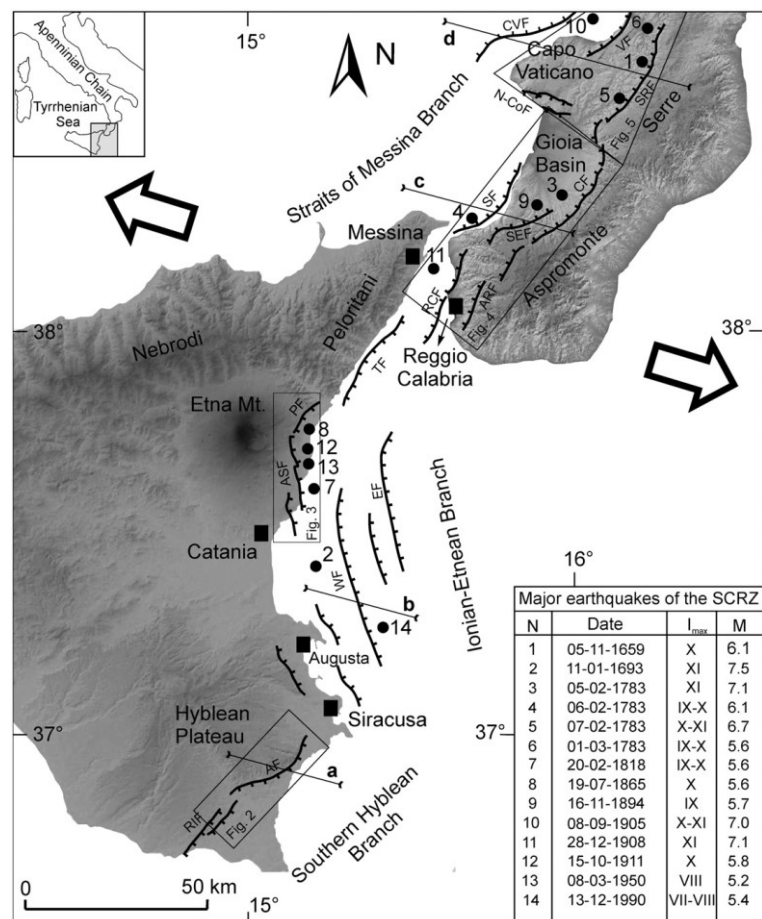 15°
CVF
10
6
VF
d
Capo
Vaticano
1
5
SRF
N-CoF
Fig. 5
Serre
N
Apenninian Chain
Tyrrhenian
Sea
Straits of Messina Branch
Gioia
Basin
c
SF
3
CF
9
4
SEF
Messina
11
Aspromonte
RCF
ARF
Fig. 4
Peloritani
38°
38°
Nebrodi
Reggio
Calabria
TF
Etna Mt.
PF
8
12
13
ASF
7
Fig. 3
EF
Catania
2
WF
Ionian-Etnean Branch
16°
b
14
Augusta
Siracusa
Hyblean
Plateau
37°
37°
a
AF
RIF
Fig. 2
Southern Hyblean
Branch
0 50 km
15°
Major earthquakes of the SCRZ
N Date Imax M
1 05-11-1659 X 6.1
2 11-01-1693 XI 7.5
3 05-02-1783 XI 7.1
4 06-02-1783 IX-X 6.1
5 07-02-1783 X-XI 6.7
6 01-03-1783 IX-X 5.6
7 20-02-1818 IX-X 5.6
8 19-07-1865 X 5.6
9 16-11-1894 IX 5.7
10 08-09-1905 X-XI 7.0
11 28-12-1908 XI 7.1
12 15-10-1911 X 5.8
13 08-03-1950 VIII 5.2
14 13-12-1990 VII-VIII 5.4